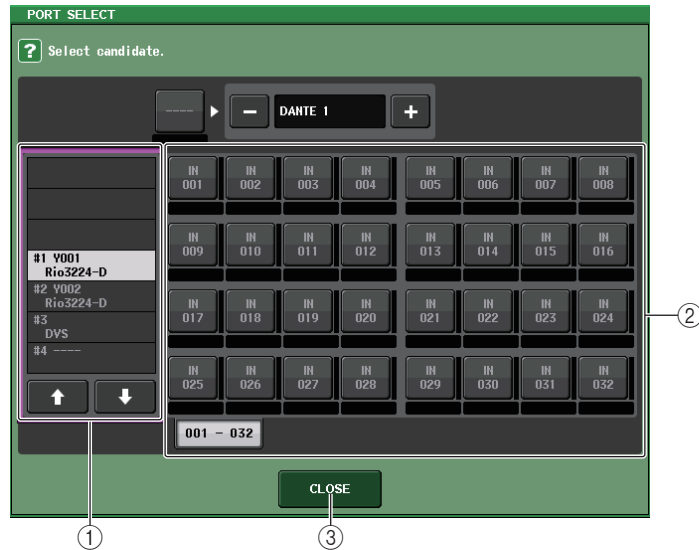 PORT SELECT
? Select candidate.
---- DANTE 1
− +
#1 Y001
Rio3224-D
#2 Y002
Rio3224-D
#3
DVS
#4 ----
IN 001 IN 002 IN 003 IN 004 IN 005 IN 006 IN 007 IN 008
IN 009 IN 010 IN 011 IN 012 IN 013 IN 014 IN 015 IN 016
IN 017 IN 018 IN 019 IN 020 IN 021 IN 022 IN 023 IN 024
IN 025 IN 026 IN 027 IN 028 IN 029 IN 030 IN 031 IN 032
001 - 032
CLOSE
①
②
③